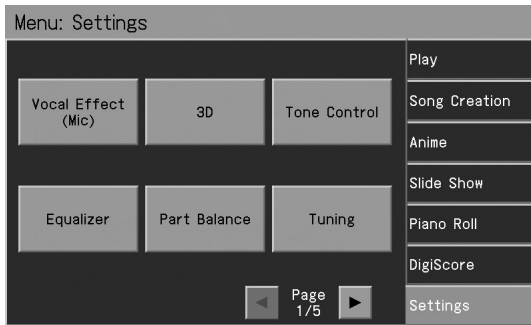 Menu: Settings
Vocal Effect
(Mic)
3D
Tone Control
Equalizer
Part Balance
Tuning
Page
1/5
Play
Song Creation
Anime
Slide Show
Piano Roll
DigiScore
Settings